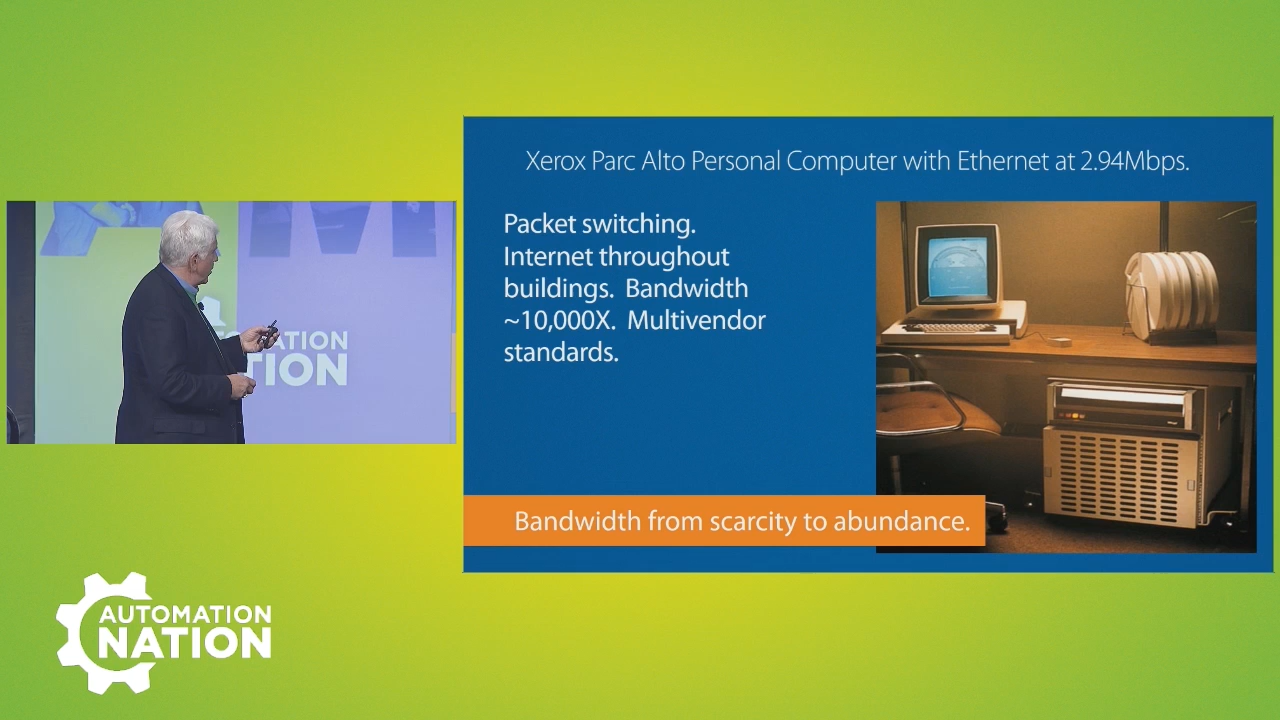 Xerox Parc Alto Personal Computer with Ethernet at 2.94Mbps.
Packet switching.
Internet throughout
buildings. Bandwidth
~10,000X. Multivendor
standards.
Bandwidth from scarcity to abundance.
AM
ATION
TION
AUTOMATION
NATION